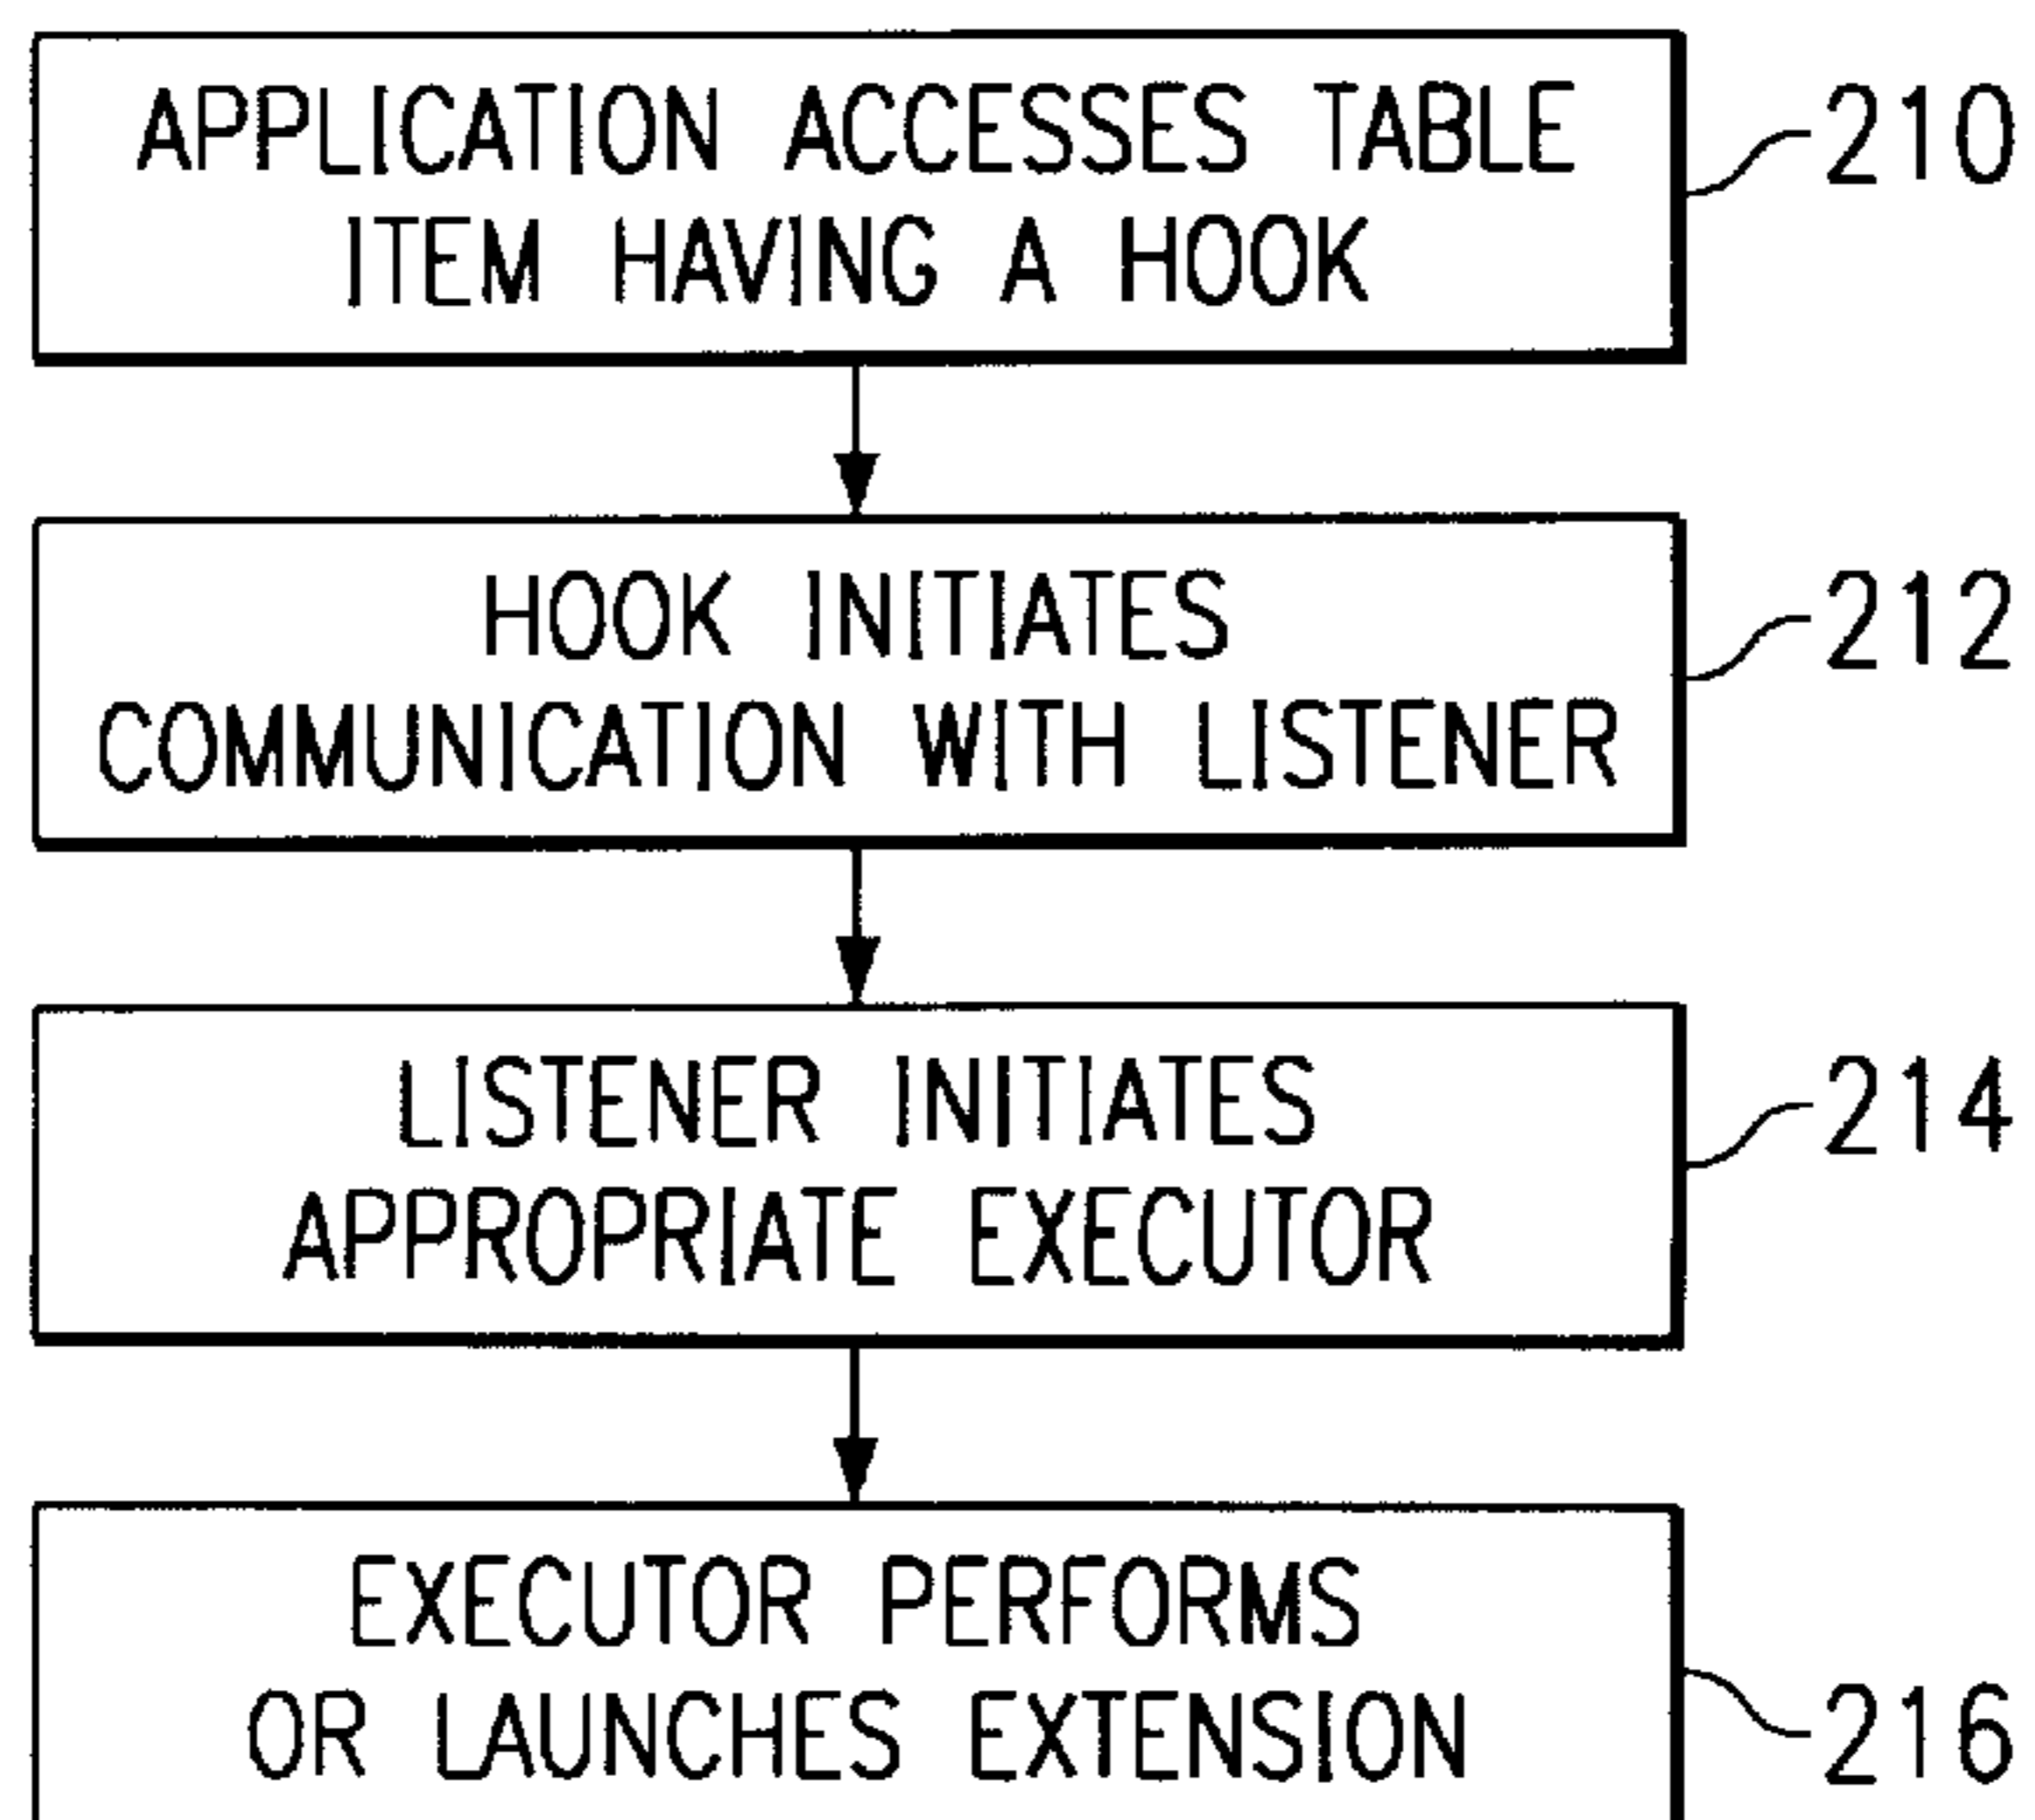 APPLICATION ACCESSES TABLE
ITEM HAVING A HOOK
210
HOOK INITIATES
COMMUNICATION WITH LISTENER
212
LISTENER INITIATES
APPROPRIATE EXECUTOR
214
EXECUTOR PERFORMS
OR LAUNCHES EXTENSION
216